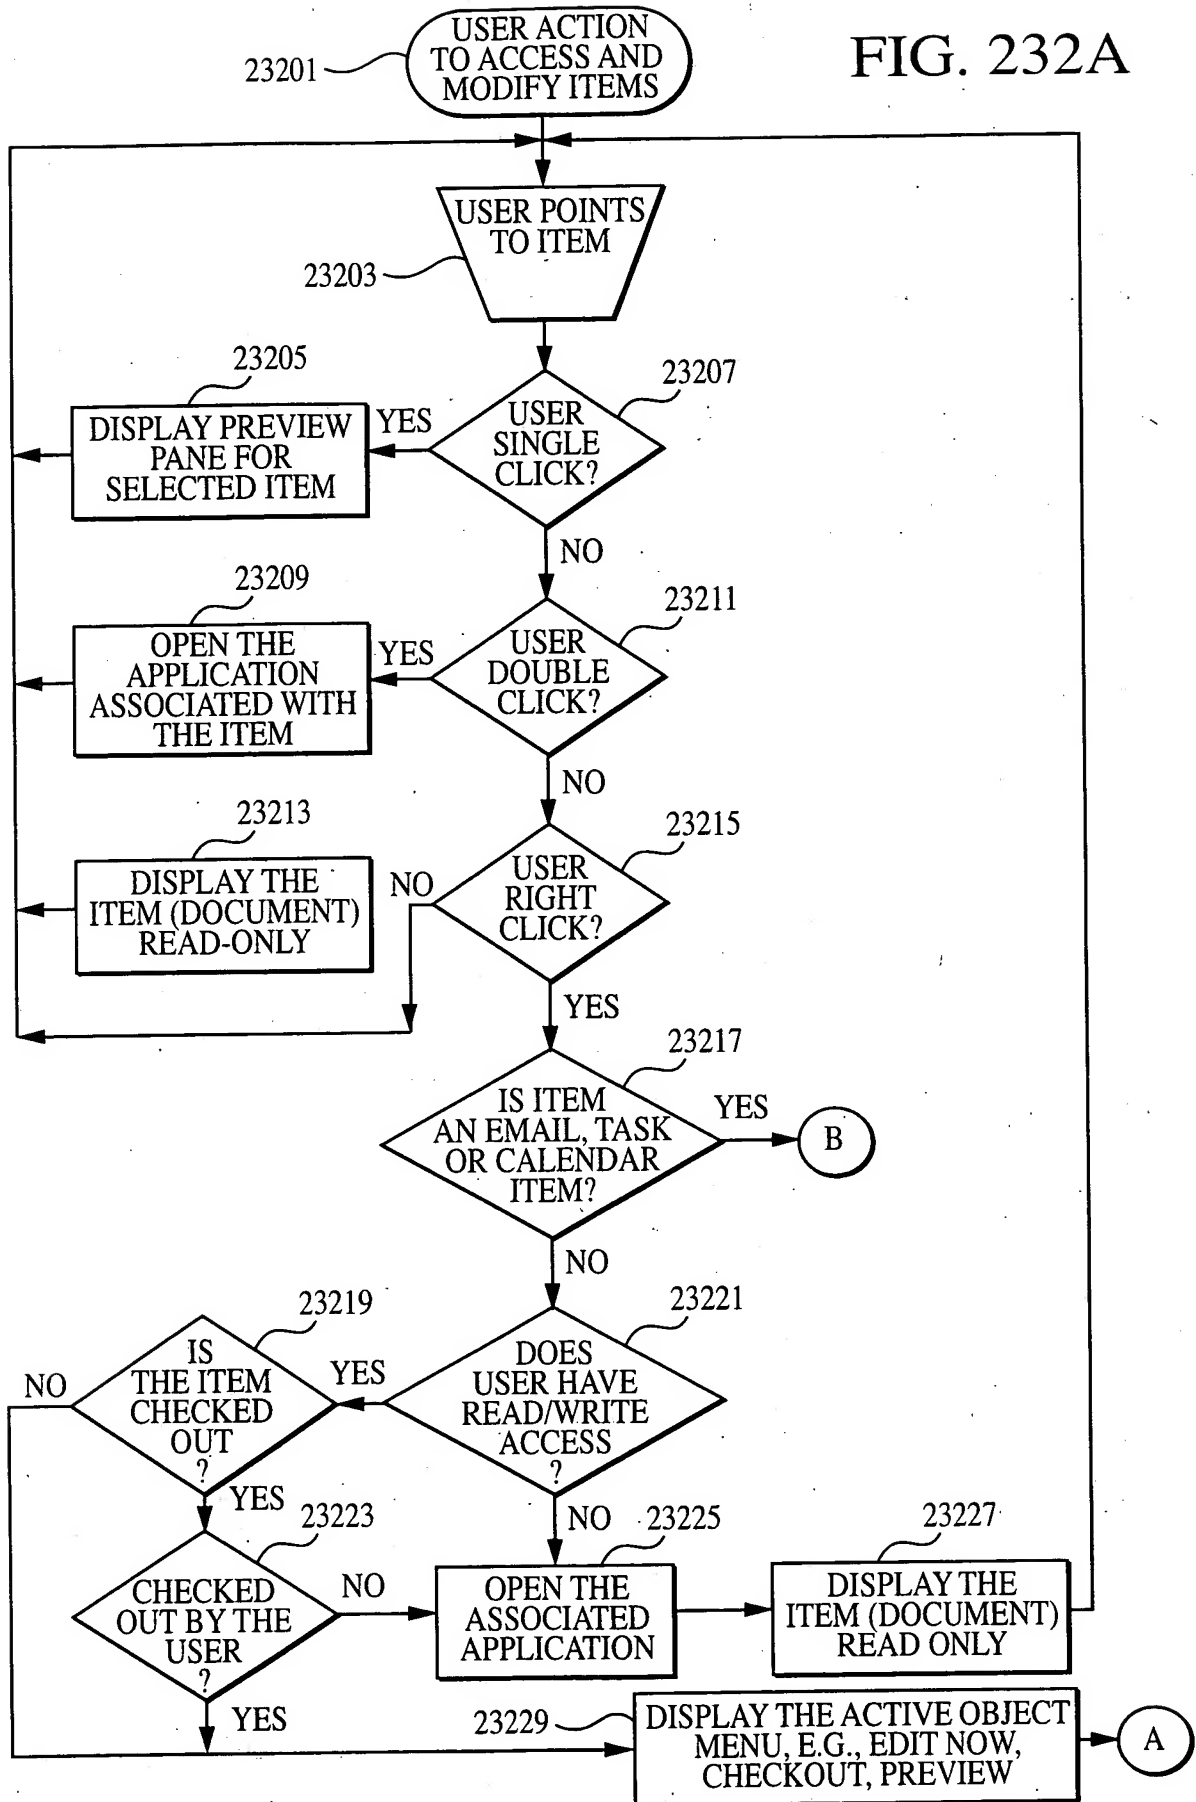 USER ACTION
TO ACCESS AND
MODIFY ITEMS
23201
FIG. 232A
USER POINTS
TO ITEM
23203
23205
DISPLAY PREVIEW
PANE FOR
SELECTED ITEM
YES
23207
USER
SINGLE
CLICK?
NO
23209
OPEN THE
APPLICATION
ASSOCIATED WITH
THE ITEM
YES
23211
USER
DOUBLE
CLICK?
NO
23213
DISPLAY THE
ITEM (DOCUMENT)
READ-ONLY
NO
23215
USER
RIGHT
CLICK?
YES
23217
IS ITEM
AN EMAIL, TASK
OR CALENDAR
ITEM?
YES
B
NO
23219
IS
THE ITEM
CHECKED
OUT
?
NO
YES
23221
DOES
USER HAVE
READ/WRITE
ACCESS
?
YES
NO
23223
CHECKED
OUT BY THE
USER
?
NO
YES
23225
OPEN THE
ASSOCIATED
APPLICATION
23227
DISPLAY THE
ITEM (DOCUMENT)
READ ONLY
23229
DISPLAY THE ACTIVE OBJECT
MENU, E.G., EDIT NOW,
CHECKOUT, PREVIEW
A